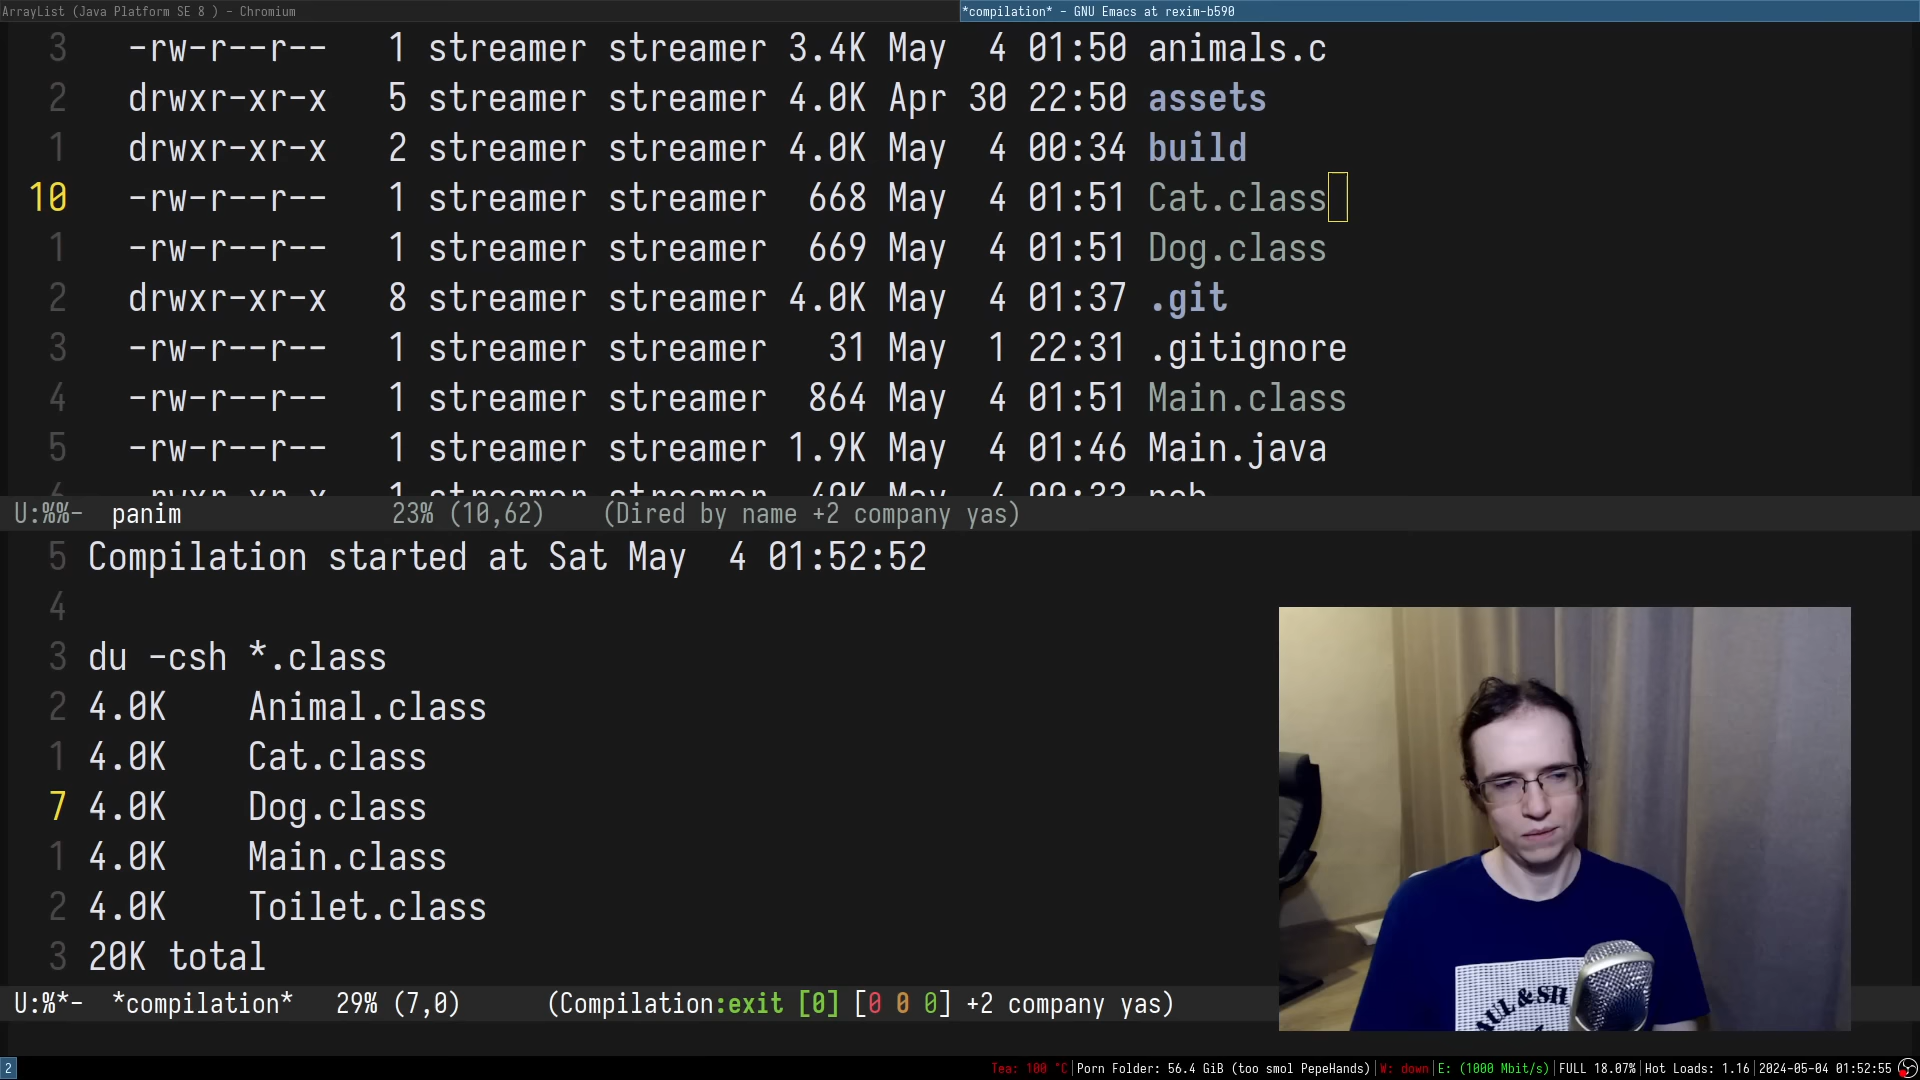 ArrayList (Java Platform SE 8 ) - Chromium
*compilation* - GNU Emacs at rexim-b590
3 -rw-r--r-- 1 streamer streamer 3.4K May 4 01:50 animals.c
2 drwxr-xr-x 5 streamer streamer 4.0K Apr 30 22:50 assets
1 drwxr-xr-x 2 streamer streamer 4.0K May 4 00:34 build
10 -rw-r--r-- 1 streamer streamer 668 May 4 01:51 Cat.class
1 -rw-r--r-- 1 streamer streamer 669 May 4 01:51 Dog.class
2 drwxr-xr-x 8 streamer streamer 4.0K May 4 01:37 .git
3 -rw-r--r-- 1 streamer streamer 31 May 1 22:31 .gitignore
4 -rw-r--r-- 1 streamer streamer 864 May 4 01:51 Main.class
5 -rw-r--r-- 1 streamer streamer 1.9K May 4 01:46 Main.java
U:%%- panim 23% (10,62) (Dired by name +2 company yas)
5 Compilation started at Sat May 4 01:52:52
4
3 du -csh *.class
2 4.0K Animal.class
1 4.0K Cat.class
7 4.0K Dog.class
1 4.0K Main.class
2 4.0K Toilet.class
3 20K total
U:%*- *compilation* 29% (7,0) (Compilation:exit [0] [0 0 0] +2 company yas)
2
Tea: 100 °C|Porn Folder: 56.4 GiB (too smol PepeHands)|W: down|E: (1000 Mbit/s)|FULL 18.07%|Hot Loads: 1.16|2024-05-04 01:52:55